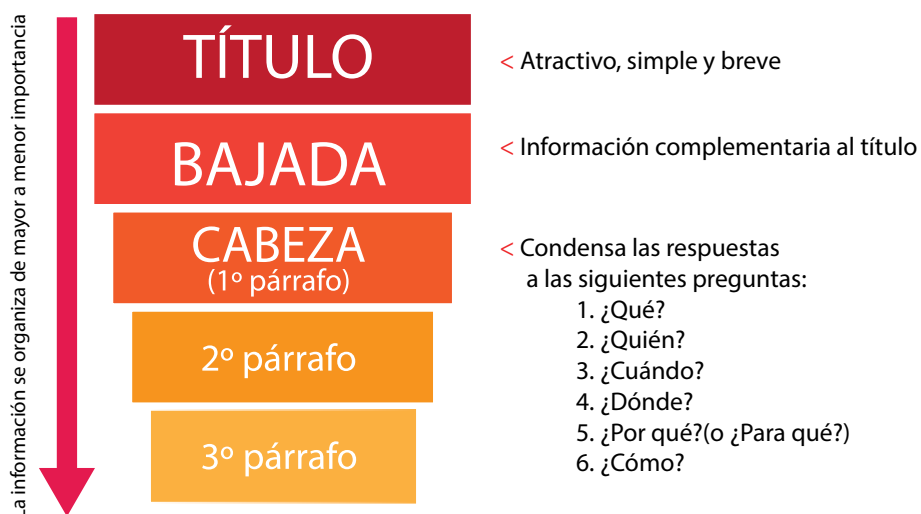 La información se organiza de mayor a menor importancia
TÍTULO
< Atractivo, simple y breve
BAJADA
< Información complementaria al título
CABEZA
(1º párrafo)
< Condensa las respuestas
a las siguientes preguntas:
1. ¿Qué?
2. ¿Quién?
3. ¿Cuándo?
4. ¿Dónde?
5. ¿Por qué?(o ¿Para qué?)
6. ¿Cómo?
2º párrafo
3º párrafo